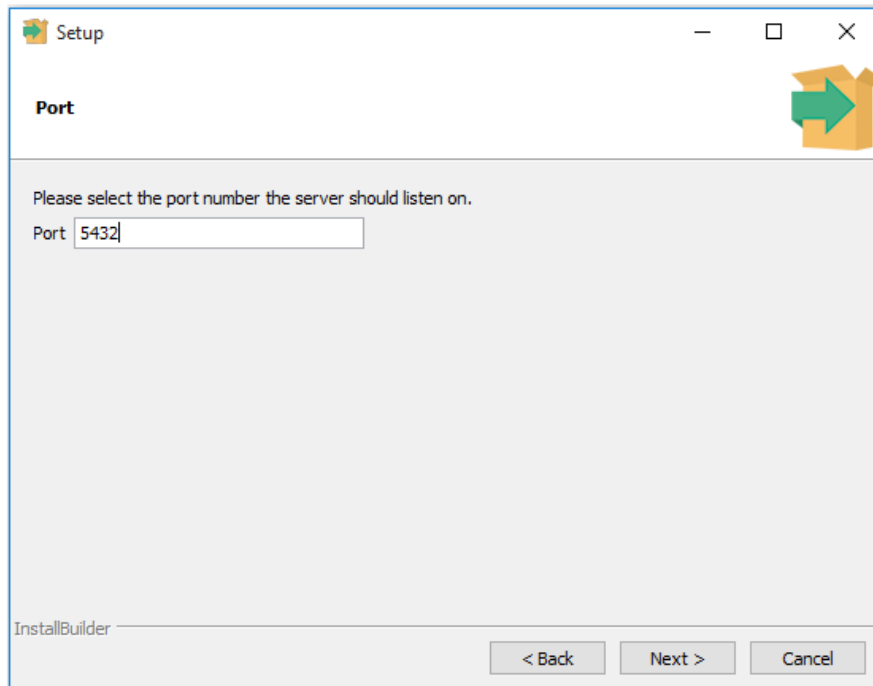 Setup
Port
Please select the port number the server should listen on.
Port 5432
InstallBuilder
< Back Next > Cancel